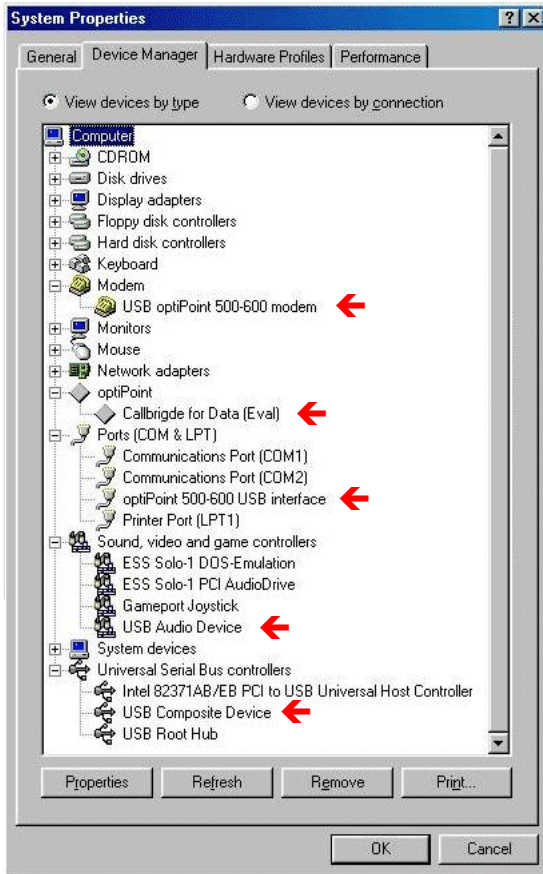 System Properties
General Device Manager Hardware Profiles Performance
View devices by type View devices by connection
Computer
CDROM
Disk drives
Display adapters
Floppy disk controllers
Hard disk controllers
Keyboard
Modem
USB optiPoint 500-600 modem
Monitors
Mouse
Network adapters
optiPoint
Callbrigde for Data (Eval)
Ports (COM & LPT)
Communications Port (COM1)
Communications Port (COM2)
optiPoint 500-600 USB interface
Printer Port (LPT1)
Sound, video and game controllers
ESS Solo-1 DOS-Emulation
ESS Solo-1 PCI AudioDrive
Gameport Joystick
USB Audio Device
System devices
Universal Serial Bus controllers
Intel 82371AB/EB PCI to USB Universal Host Controller
USB Composite Device
USB Root Hub
Properties Refresh Remove Print...
OK Cancel